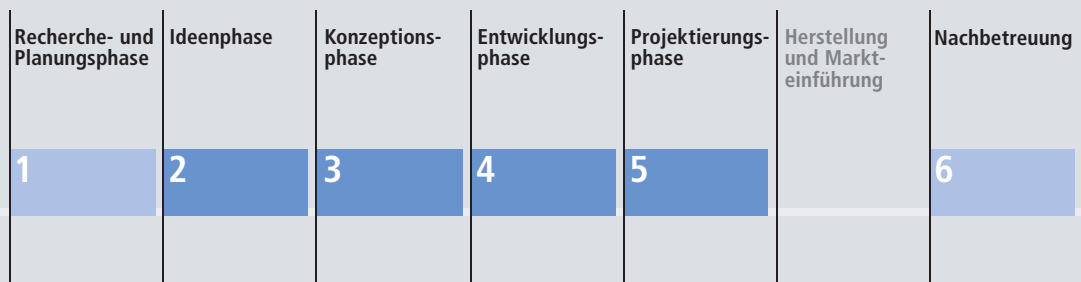 Recherche- und
Planungsphase
Ideenphase
Konzeptions-
phase
Entwicklungs-
phase
Projektierungs-
phase
Herstellung
und Markt-
einführung
Nachbetreuung
1
2
3
4
5
6